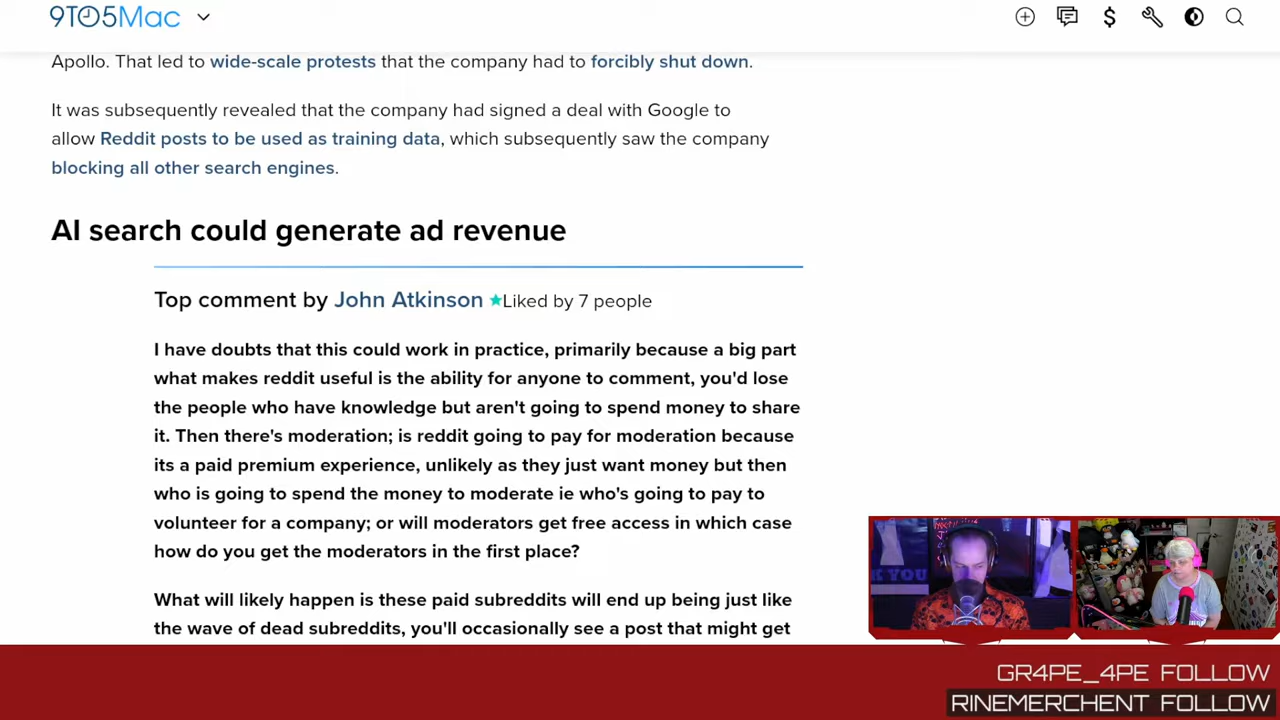 9TO5Mac
Apollo. That led to wide-scale protests that the company had to forcibly shut down.
It was subsequently revealed that the company had signed a deal with Google to
allow Reddit posts to be used as training data, which subsequently saw the company
blocking all other search engines.
AI search could generate ad revenue
Top comment by John Atkinson ★Liked by 7 people
I have doubts that this could work in practice, primarily because a big part
what makes reddit useful is the ability for anyone to comment, you'd lose
the people who have knowledge but aren't going to spend money to share
it. Then there's moderation; is reddit going to pay for moderation because
its a paid premium experience, unlikely as they just want money but then
who is going to spend the money to moderate ie who's going to pay to
volunteer for a company; or will moderators get free access in which case
how do you get the moderators in the first place?
What will likely happen is these paid subreddits will end up being just like
the wave of dead subreddits, you'll occasionally see a post that might get
GR4PE_4PE FOLLOW
RINEMERCHENT FOLLOW